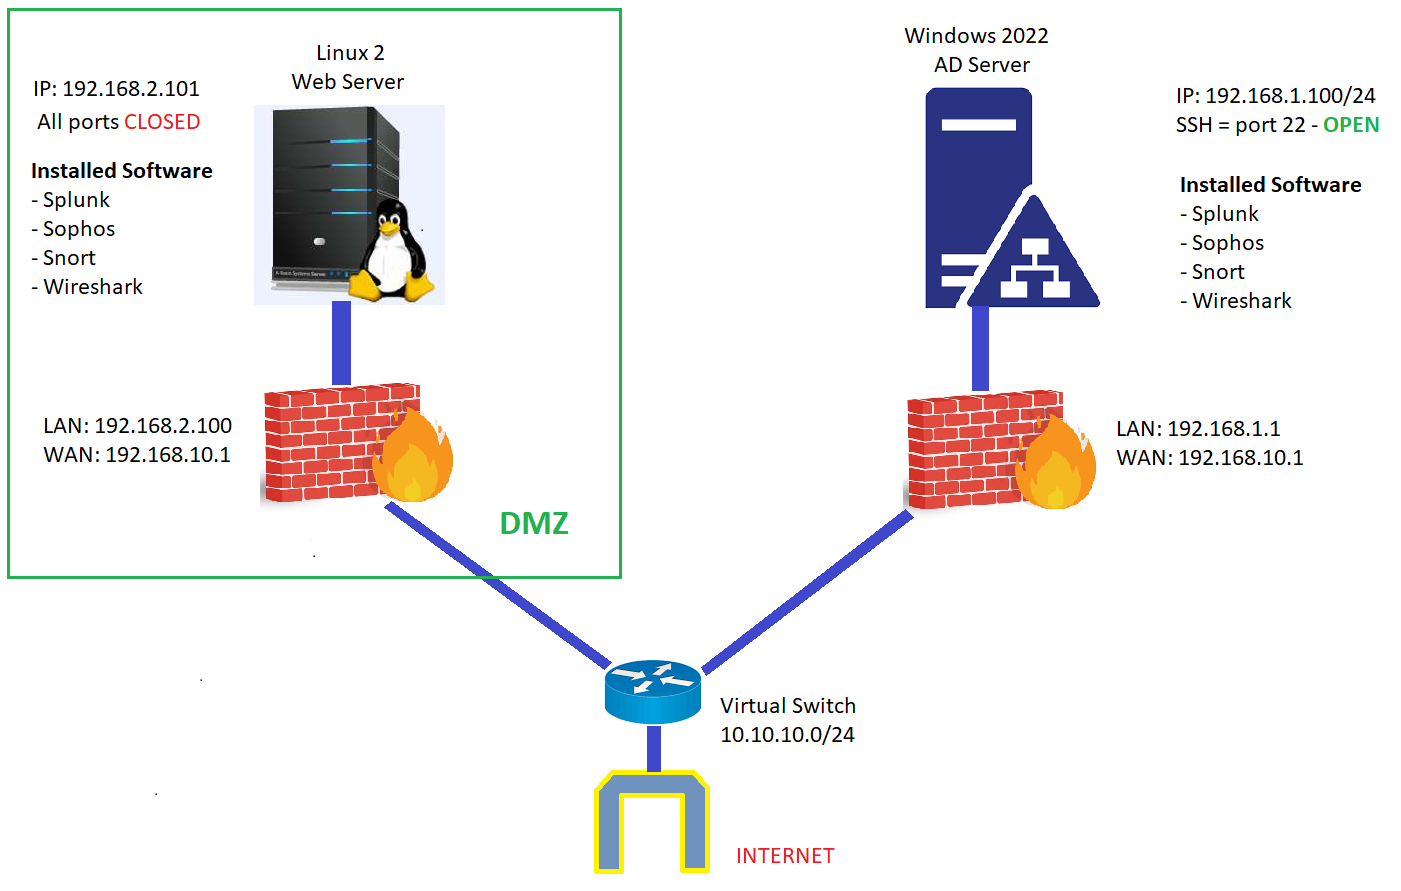 Linux 2
Web Server
IP: 192.168.2.101
All ports CLOSED
Installed Software
- Splunk
- Sophos
- Snort
- Wireshark
LAN: 192.168.2.100
WAN: 192.168.10.1
DMZ
Windows 2022
AD Server
IP: 192.168.1.100/24
SSH = port 22 - OPEN
Installed Software
- Splunk
- Sophos
- Snort
- Wireshark
LAN: 192.168.1.1
WAN: 192.168.10.1
Virtual Switch
10.10.10.0/24
INTERNET